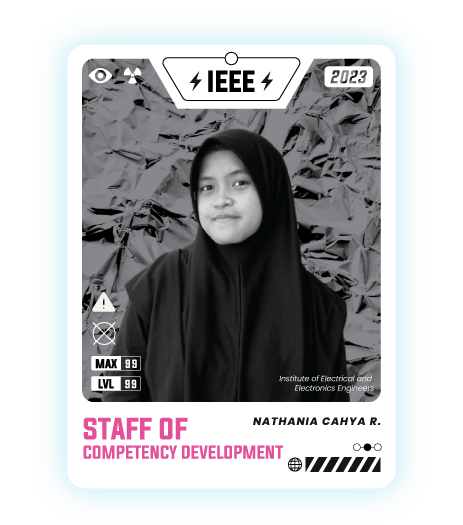 IEEE
2023
MAX 99
LVL 99
Institute of Electrical and
Electronics Engineers
STAFF OF
COMPETENCY DEVELOPMENT
NATHANIA CAHYA R.